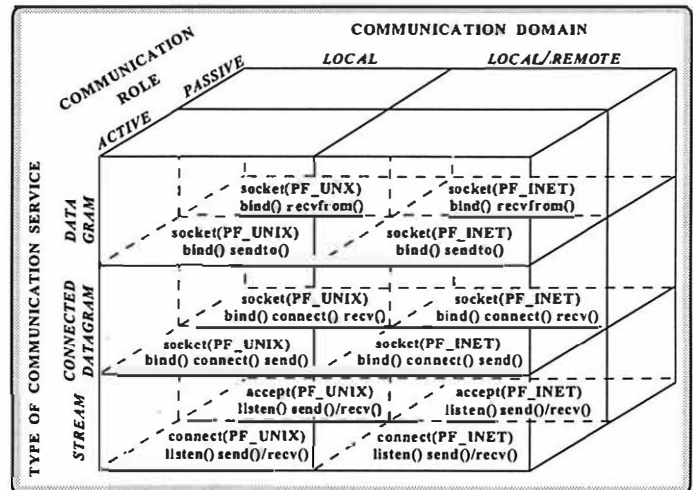 COMMUNICATION DOMAIN
COMMUNICATION
ROLE
LOCAL
LOCAL/REMOTE
PASSIVE
ACTIVE
TYPE OF COMMUNICATION SERVICE
DATA
GRAM
socket(PF_UNX)
bind() recvfrom()
socket(PF_INET)
bind() recvfrom()
socket(PF_UNIX)
bind() sendto()
socket(PF_INET)
bind() sendto()
CONNECTED
DATAGRAM
socket(PF_UNIX)
bind() connect() recv()
socket(PF_INET)
bind() connect() recv()
socket(PF_UNIX)
bind() connect() send()
socket(PF_INET)
bind() connect() send()
STREAM
accept(PF_UNIX)
listen() send()/recv()
accept(PF_INET)
listen() send()/recv()
connect(PF_UNIX)
listen() send()/recv()
connect(PF_INET)
listen() send()/recv()